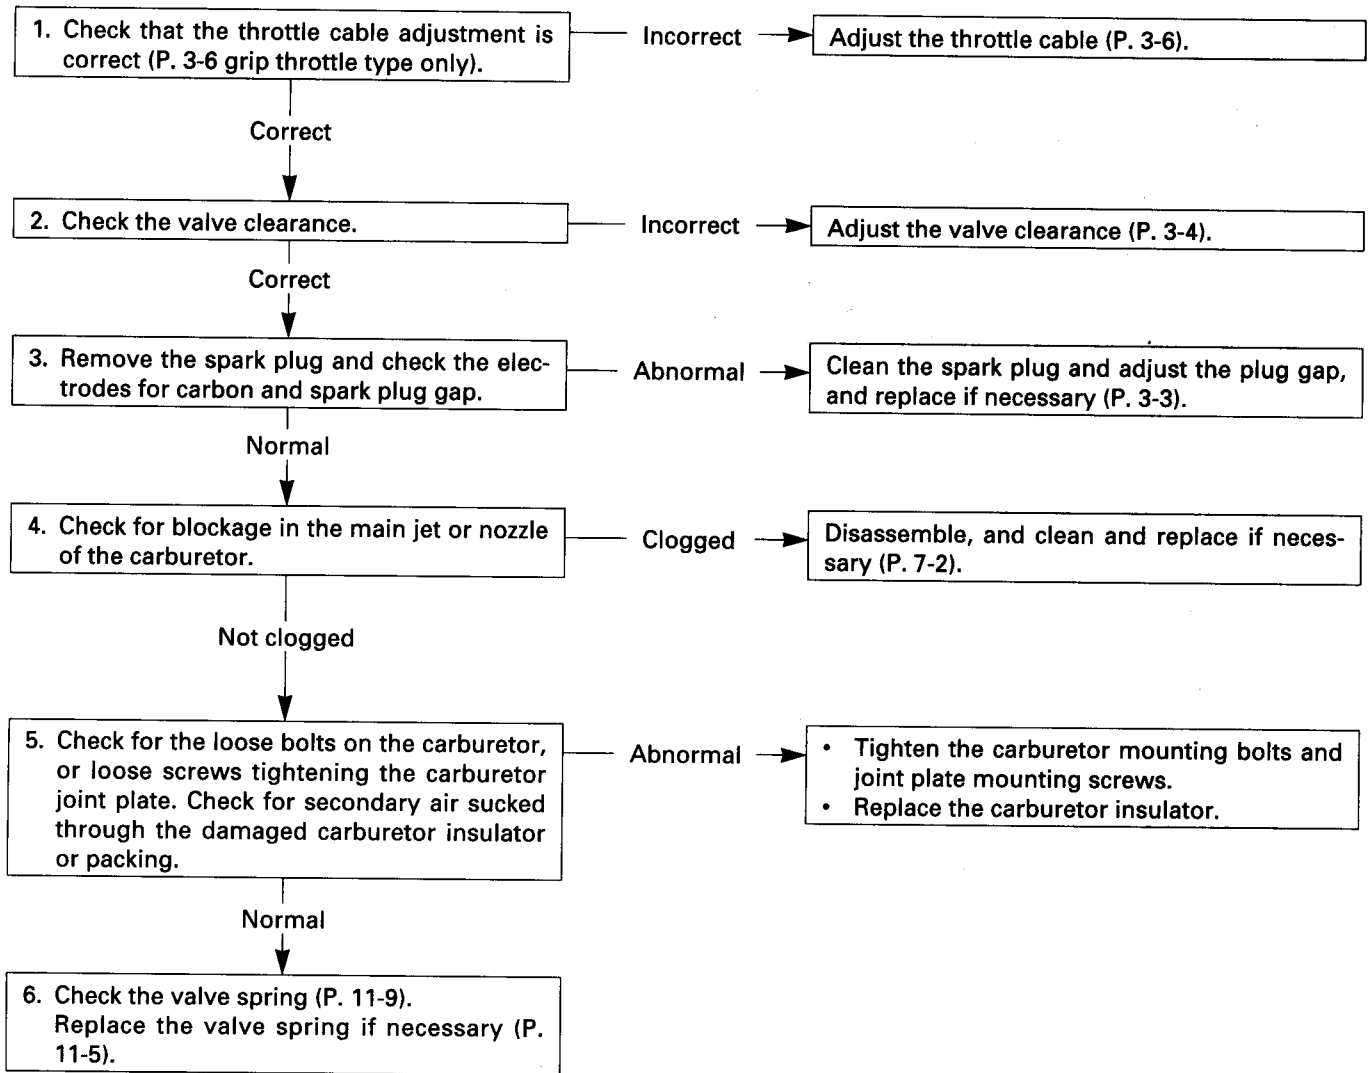 1. Check that the throttle cable adjustment is
correct (P. 3-6 grip throttle type only).
Incorrect
Adjust the throttle cable (P. 3-6).
Correct
2. Check the valve clearance.
Incorrect
Adjust the valve clearance (P. 3-4).
Correct
3. Remove the spark plug and check the elec-
trodes for carbon and spark plug gap.
Abnormal
Clean the spark plug and adjust the plug gap,
and replace if necessary (P. 3-3).
Normal
4. Check for blockage in the main jet or nozzle
of the carburetor.
Clogged
Disassemble, and clean and replace if neces-
sary (P. 7-2).
Not clogged
5. Check for the loose bolts on the carburetor,
or loose screws tightening the carburetor
joint plate. Check for secondary air sucked
through the damaged carburetor insulator
or packing.
Abnormal
• Tighten the carburetor mounting bolts and
joint plate mounting screws.
• Replace the carburetor insulator.
Normal
6. Check the valve spring (P. 11-9).
Replace the valve spring if necessary (P.
11-5).